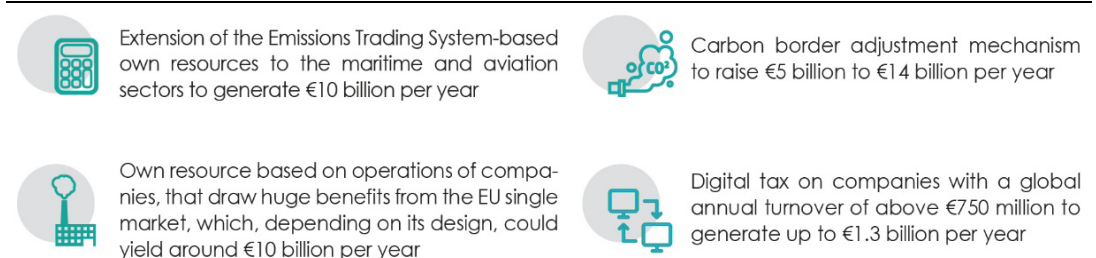 Extension of the Emissions Trading System-based
own resources to the maritime and aviation
sectors to generate €10 billion per year
Carbon border adjustment mechanism
to raise €5 billion to €14 billion per year
CO²
Own resource based on operations of compa-
nies, that draw huge benefits from the EU single
market, which, depending on its design, could
yield around €10 billion per year
Digital tax on companies with a global
annual turnover of above €750 million to
generate up to €1.3 billion per year